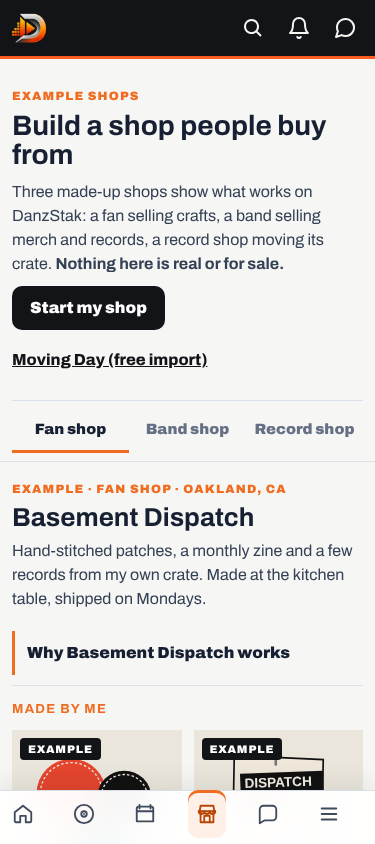 EXAMPLE SHOPS
Build a shop people buy
from
Three made-up shops show what works on
DanzStak: a fan selling crafts, a band selling
merch and records, a record shop moving its
crate. Nothing here is real or for sale.
Start my shop
Moving Day (free import)
Fan shop Band shop Record shop
EXAMPLE · FAN SHOP · OAKLAND, CA
Basement Dispatch
Hand-stitched patches, a monthly zine and a few
records from my own crate. Made at the kitchen
table, shipped on Mondays.
Why Basement Dispatch works
MADE BY ME
EXAMPLE EXAMPLE
DISPATCH